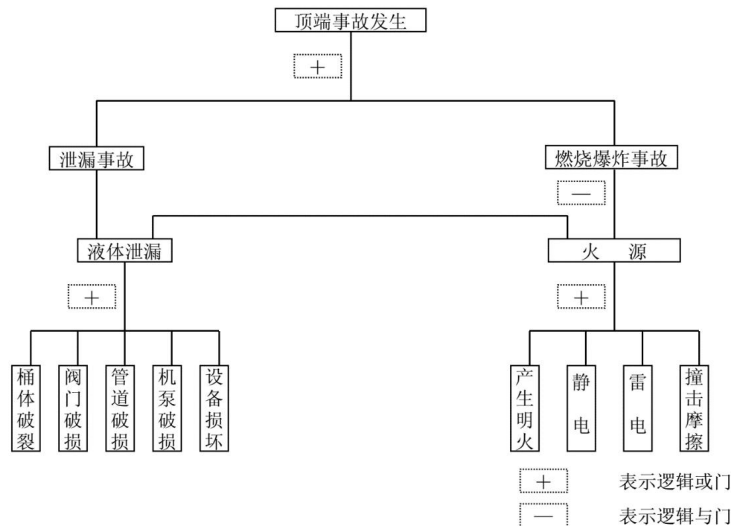 顶端事故发生
+
泄漏事故
燃烧爆炸事故
—
液体泄漏
火 源
+
+
桶体破裂
阀门破损
管道破损
机泵破损
设备损坏
产生明火
静电
雷电
撞击摩擦
+ 表示逻辑或门
— 表示逻辑与门